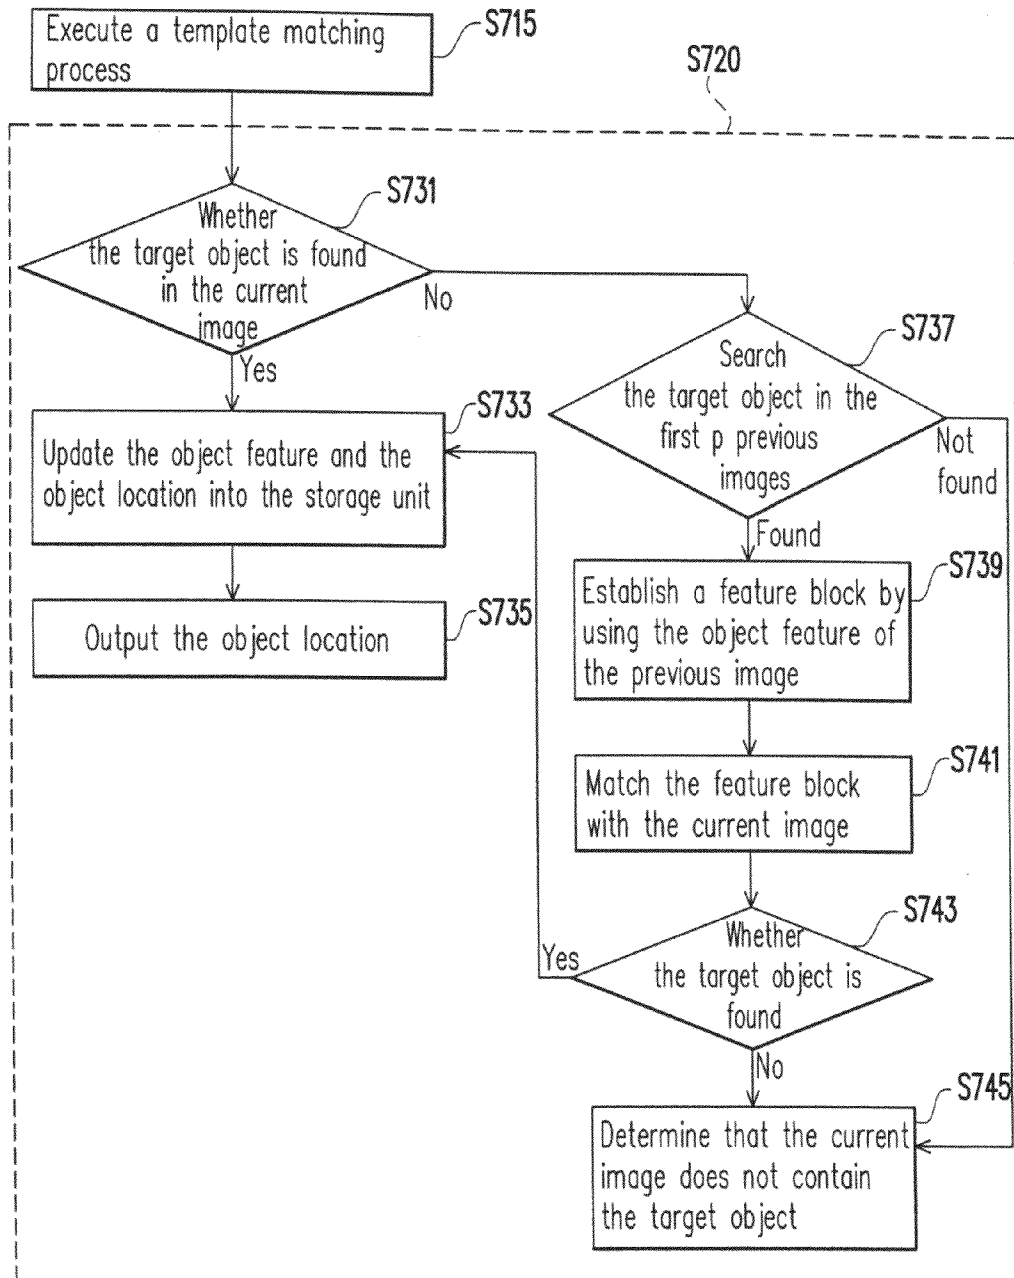 Execute a template matching
process
S715
S720
S731
Whether
the target object is found
in the current
image
No
Yes
S733
Update the object feature and the
object location into the storage unit
S735
Output the object location
S737
Search
the target object in the
first p previous
images
Not
found
Found
S739
Establish a feature block by
using the object feature of
the previous image
S741
Match the feature block
with the current image
S743
Whether
the target object is
found
Yes
No
S745
Determine that the current
image does not contain
the target object